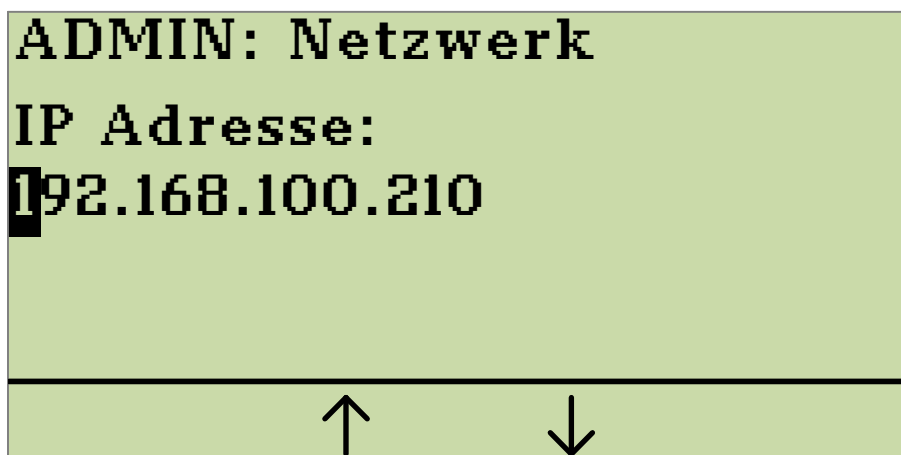 ADMIN: Netzwerk
IP Adresse:
192.168.100.210
↑ ↓